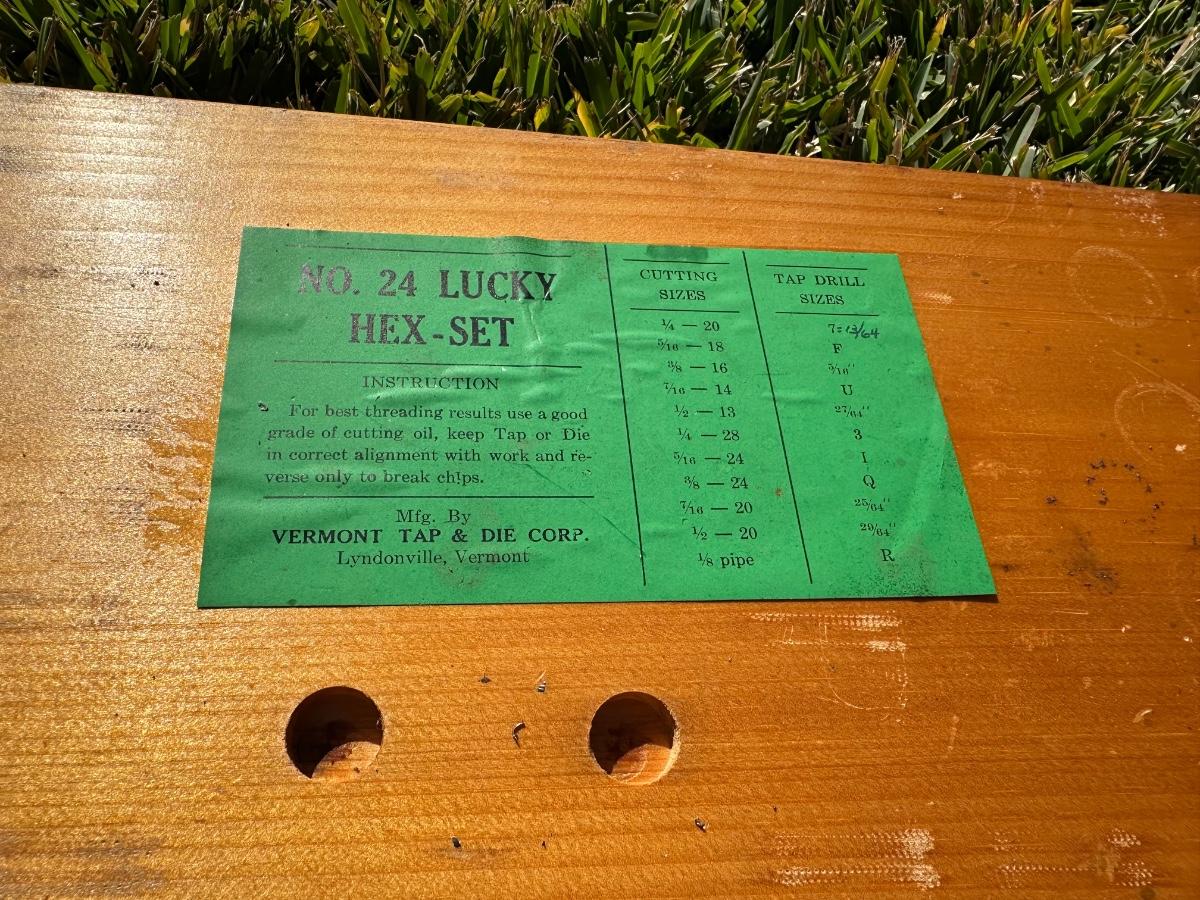 NO. 24 LUCKY
HEX-SET
INSTRUCTION
For best threading results use a good
grade of cutting oil, keep Tap or Die
in correct alignment with work and re-
verse only to break chips.
Mfg. By
VERMONT TAP & DIE CORP.
Lyndonville, Vermont
CUTTING
SIZES
¼ — 20
5/16 — 18
⅜ — 16
7/16 — 14
½ — 13
¼ — 28
5/16 — 24
⅜ — 24
7/16 — 20
½ — 20
⅛ pipe
TAP DRILL
SIZES
7=13/64
F
5/16"
U
27/64"
3
I
Q
25/64"
29/64"
R